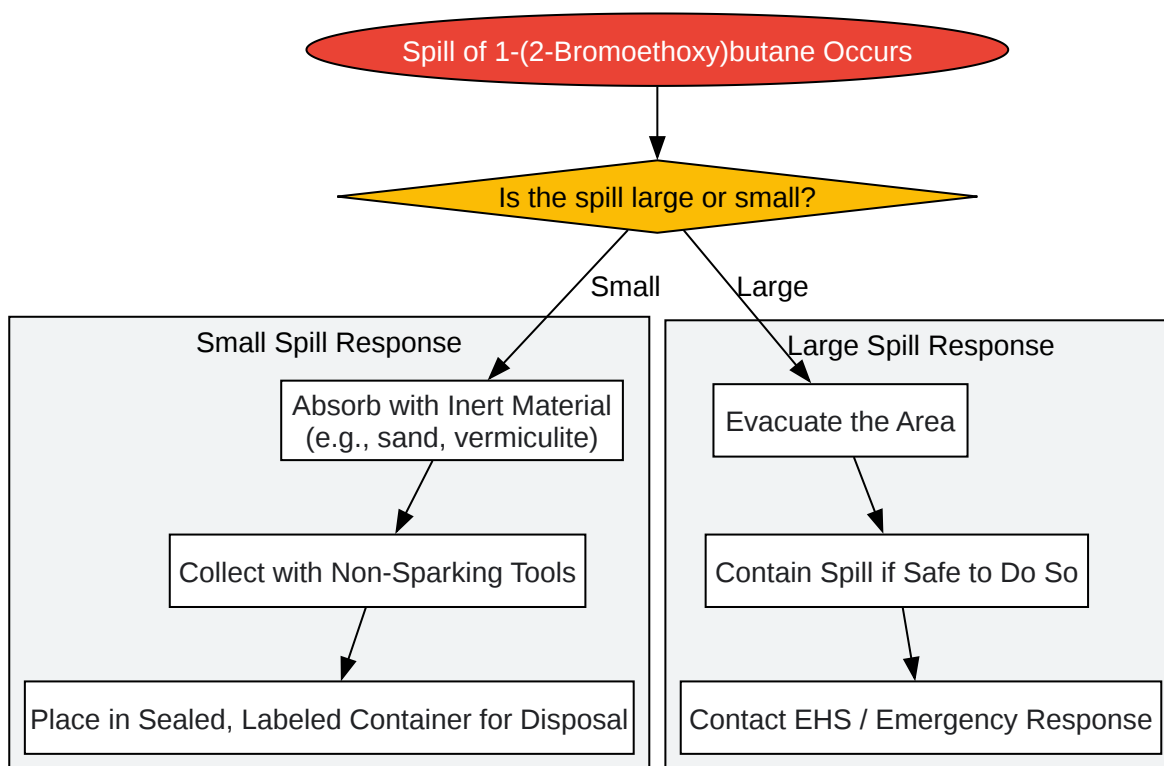 Spill of 1-(2-Bromoethoxy)butane Occurs
Is the spill large or small?
Small
Large
Small Spill Response
Absorb with Inert Material
(e.g., sand, vermiculite)
Collect with Non-Sparking Tools
Place in Sealed, Labeled Container for Disposal
Large Spill Response
Evacuate the Area
Contain Spill if Safe to Do So
Contact EHS / Emergency Response